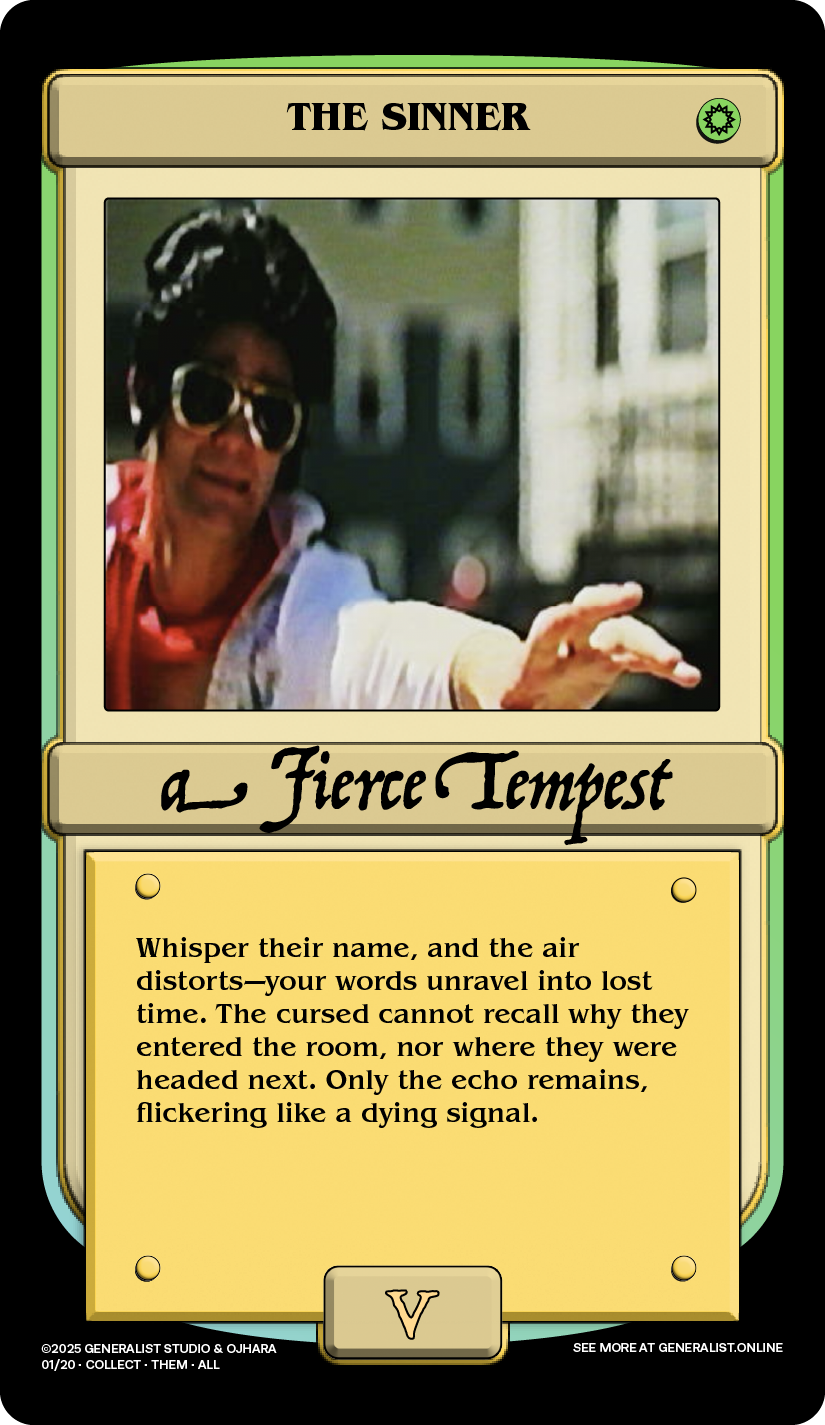 THE SINNER
a Fierce Tempest
Whisper their name, and the air
distorts—your words unravel into lost
time. The cursed cannot recall why they
entered the room, nor where they were
headed next. Only the echo remains,
flickering like a dying signal.
V
©2025 GENERALIST STUDIO & OJHARA
01/20 · COLLECT · THEM · ALL
SEE MORE AT GENERALIST.ONLINE